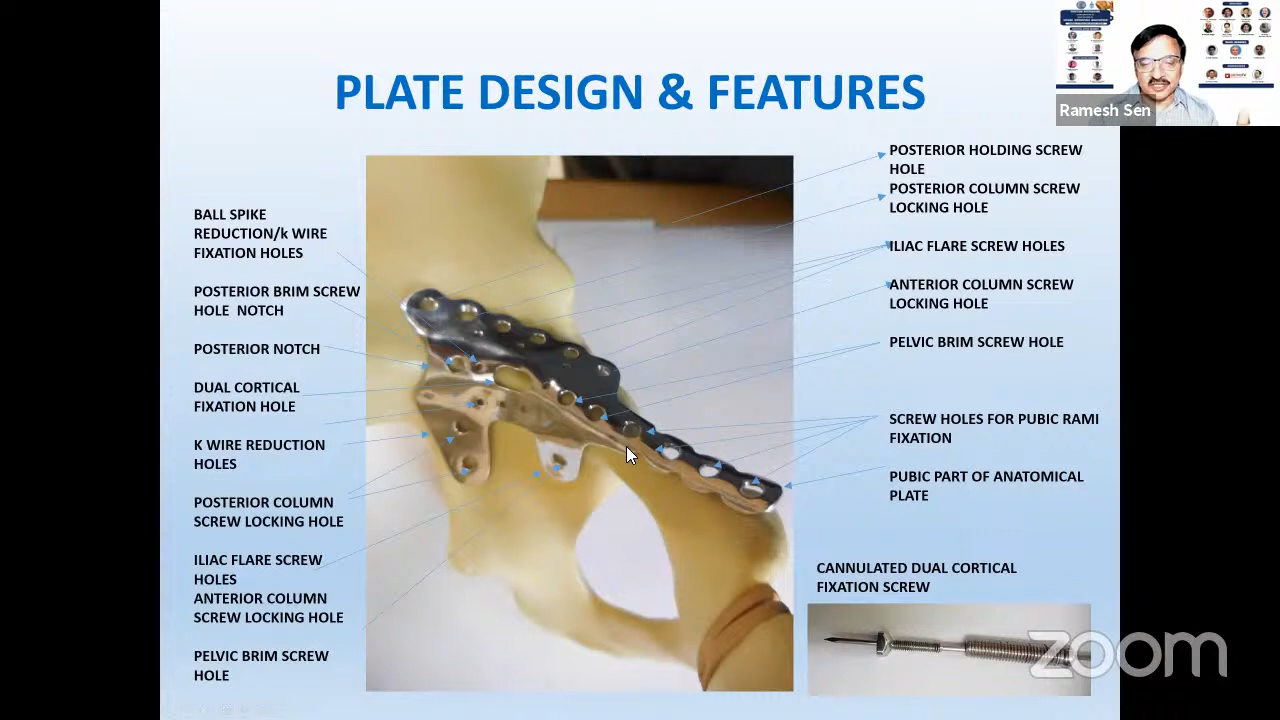 PLATE DESIGN & FEATURES
Ramesh Sen
BALL SPIKE
REDUCTION/k WIRE
FIXATION HOLES
POSTERIOR BRIM SCREW
HOLE NOTCH
POSTERIOR NOTCH
DUAL CORTICAL
FIXATION HOLE
K WIRE REDUCTION
HOLES
POSTERIOR COLUMN
SCREW LOCKING HOLE
ILIAC FLARE SCREW
HOLES
ANTERIOR COLUMN
SCREW LOCKING HOLE
PELVIC BRIM SCREW
HOLE
POSTERIOR HOLDING SCREW
HOLE
POSTERIOR COLUMN SCREW
LOCKING HOLE
ILIAC FLARE SCREW HOLES
ANTERIOR COLUMN SCREW
LOCKING HOLE
PELVIC BRIM SCREW HOLE
SCREW HOLES FOR PUBIC RAMI
FIXATION
PUBIC PART OF ANATOMICAL
PLATE
CANNULATED DUAL CORTICAL
FIXATION SCREW
zoom